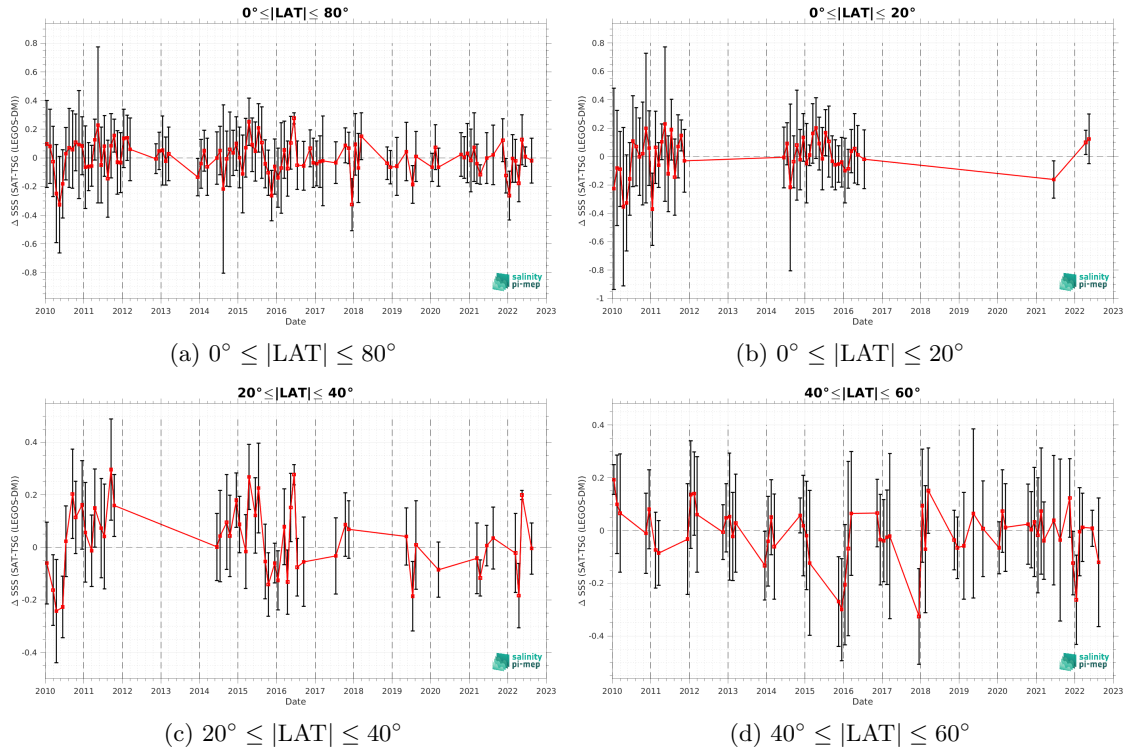 0°≤|LAT|≤ 80°
Δ SSS (SAT-TSG (LEGOS-DM))
0.8
0.6
0.4
0.2
0
-0.2
-0.4
-0.6
-0.8
2010 2011 2012 2013 2014 2015 2016 2017 2018 2019 2020 2021 2022 2023
Date
salinity
pi-mep
(a) 0° ≤ |LAT| ≤ 80°
0°≤|LAT|≤ 20°
Δ SSS (SAT-TSG (LEGOS-DM))
0.8
0.6
0.4
0.2
0
-0.2
-0.4
-0.6
-0.8
-1
2010 2011 2012 2013 2014 2015 2016 2017 2018 2019 2020 2021 2022 2023
Date
salinity
pi-mep
(b) 0° ≤ |LAT| ≤ 20°
20°≤|LAT|≤ 40°
Δ SSS (SAT-TSG (LEGOS-DM))
0.4
0.2
0
-0.2
-0.4
2010 2011 2012 2013 2014 2015 2016 2017 2018 2019 2020 2021 2022 2023
Date
salinity
pi-mep
(c) 20° ≤ |LAT| ≤ 40°
40°≤|LAT|≤ 60°
Δ SSS (SAT-TSG (LEGOS-DM))
0.4
0.2
0
-0.2
-0.4
2010 2011 2012 2013 2014 2015 2016 2017 2018 2019 2020 2021 2022 2023
Date
salinity
pi-mep
(d) 40° ≤ |LAT| ≤ 60°